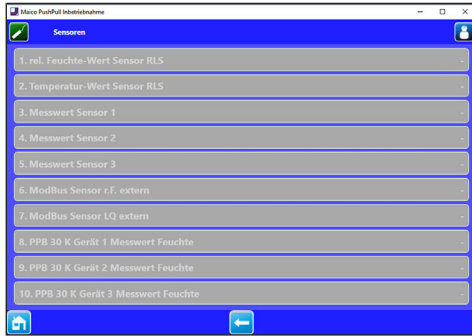 Maico PushPull Inbetriebnahme
Sensoren
1. rel. Feuchte-Wert Sensor RLS -
2. Temperatur-Wert Sensor RLS -
3. Messwert Sensor 1 -
4. Messwert Sensor 2 -
5. Messwert Sensor 3 -
6. ModBus Sensor r.F. extern -
7. ModBus Sensor LQ extern -
8. PPB 30 K Gerät 1 Messwert Feuchte -
9. PPB 30 K Gerät 2 Messwert Feuchte -
10. PPB 30 K Gerät 3 Messwert Feuchte -